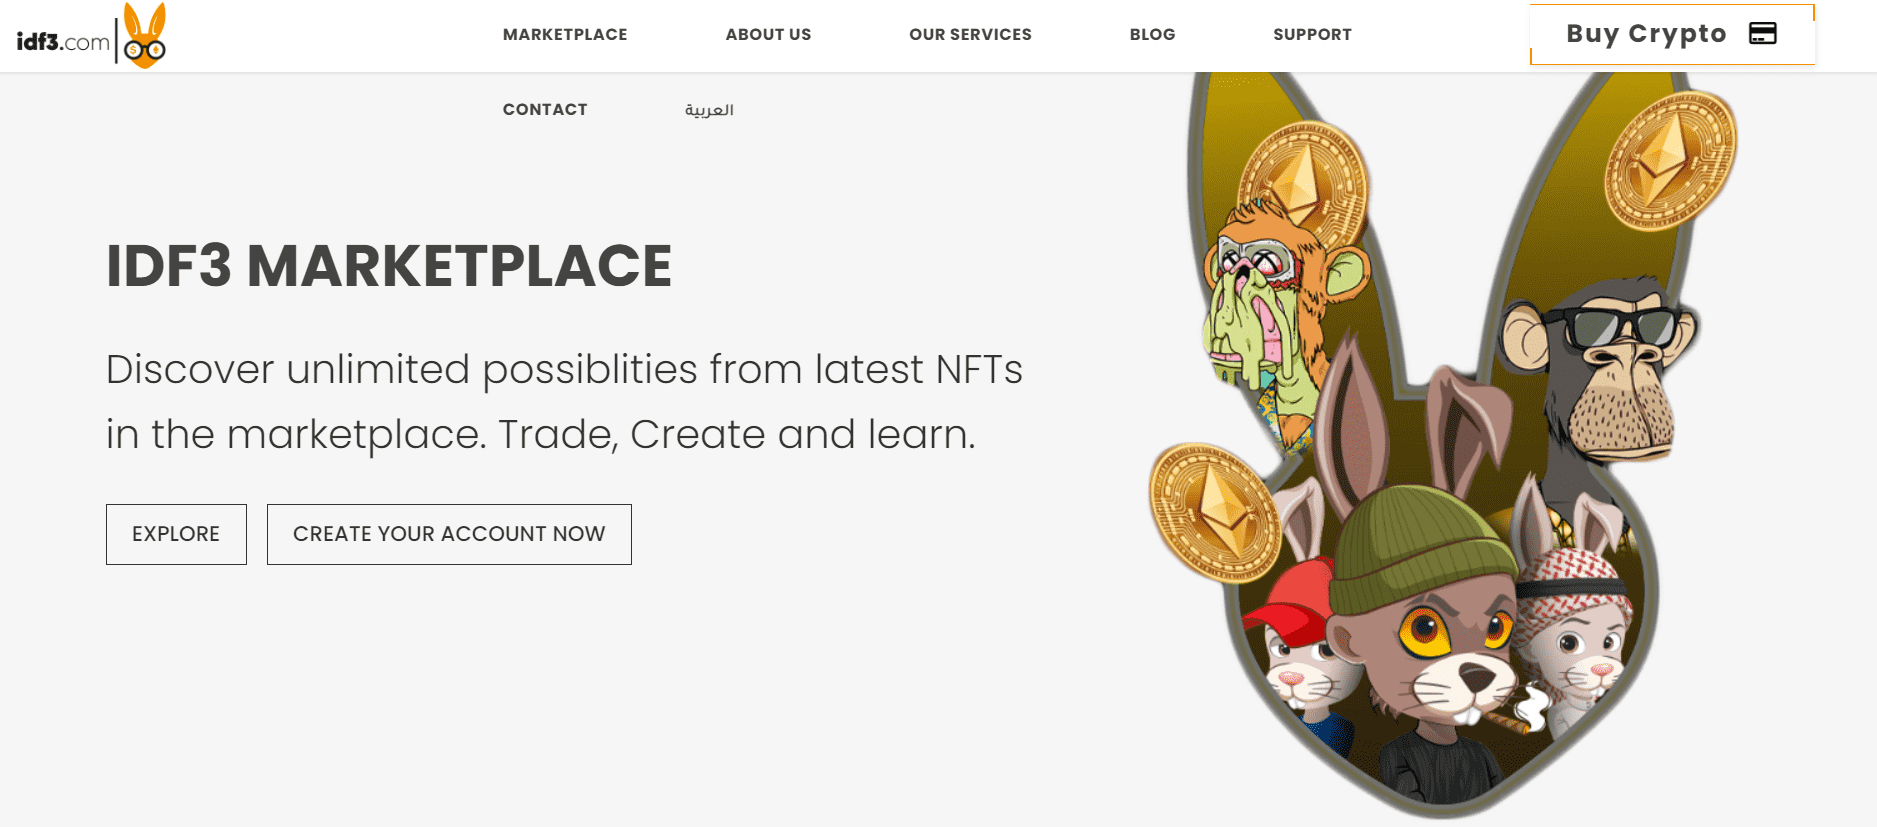 idf3.com
MARKETPLACE
ABOUT US
OUR SERVICES
BLOG
SUPPORT
Buy Crypto
CONTACT
العربية
IDF3 MARKETPLACE
Discover unlimited possiblities from latest NFTs
in the marketplace. Trade, Create and learn.
EXPLORE
CREATE YOUR ACCOUNT NOW